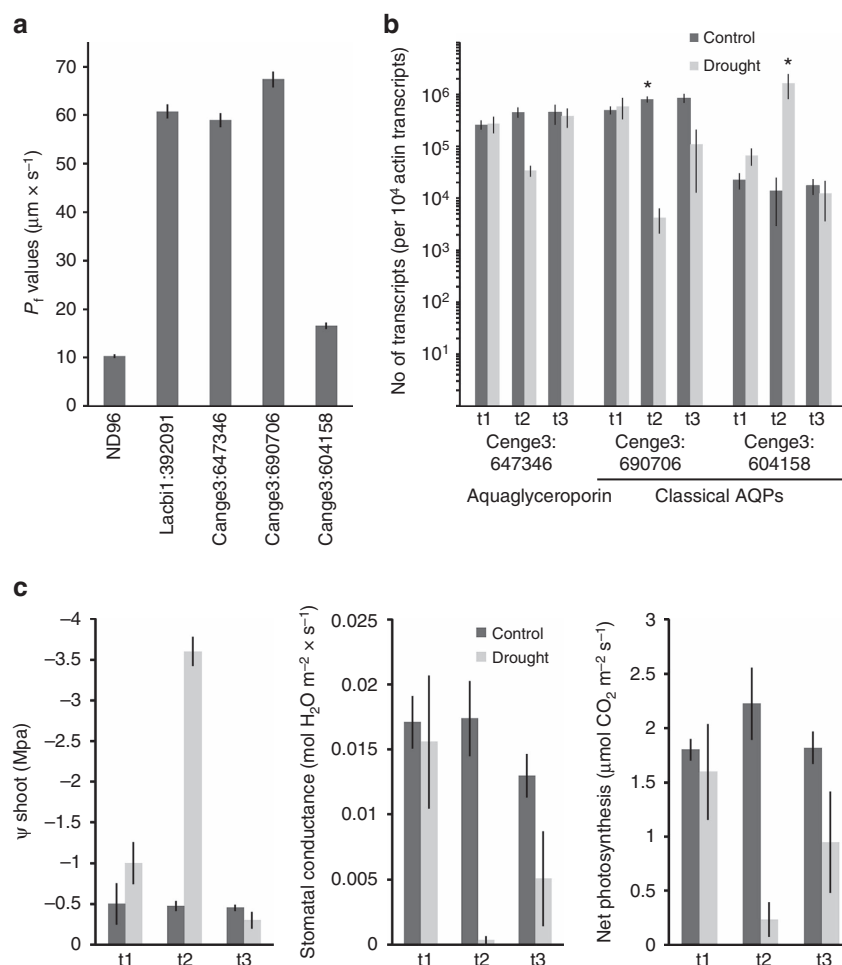 a
P_f values (μm × s⁻¹)
70
60
50
40
30
20
10
0
ND96
Lacbi1:392091
Cange3:647346
Cange3:690706
Cange3:604158
b
No of transcripts (per 10⁴ actin transcripts)
Control
Drought
10⁶
10⁵
10⁴
10³
10²
10¹
*
*
t1 t2 t3 t1 t2 t3 t1 t2 t3
Cenge3: Cenge3: Cenge3:
647346 690706 604158
Aquaglyceroporin Classical AQPs
c
ψ shoot (Mpa)
–4
–3.5
–3
–2.5
–2
–1.5
–1
–0.5
0
t1 t2 t3
Stomatal conductance (mol H₂O m⁻² × s⁻¹)
0.025
0.02
0.015
0.01
0.005
0
Control
Drought
t1 t2 t3
Net photosynthesis (μmol CO₂ m⁻² s⁻¹)
3
2.5
2
1.5
1
0.5
0
t1 t2 t3